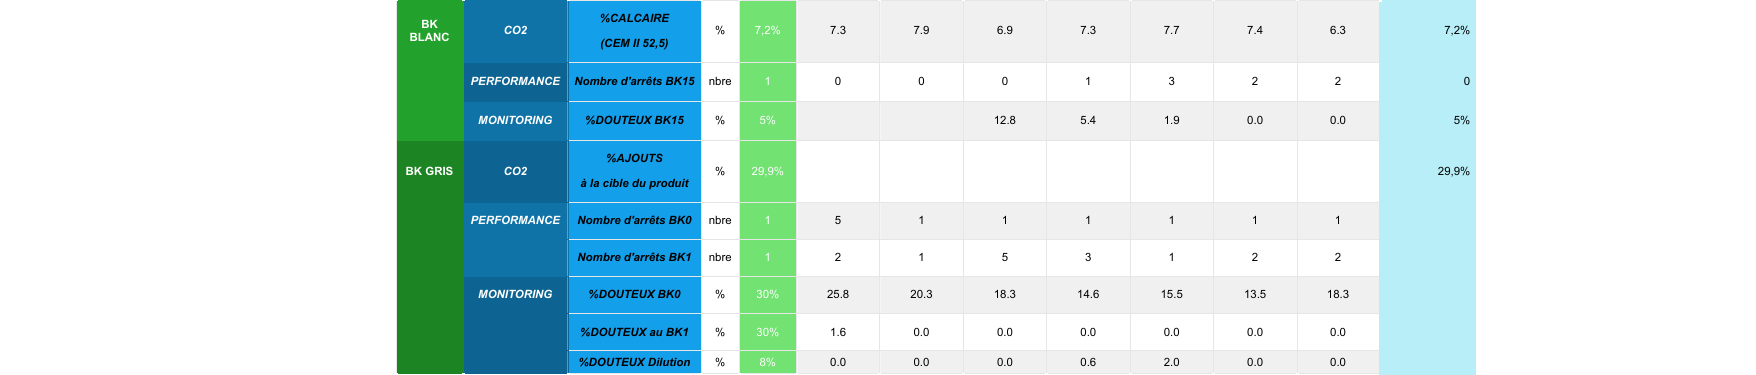 BK BLANC CO2 %CALCAIRE (CEM II 52,5) % 7,2% 7.3 7.9 6.9 7.3 7.7 7.4 6.3 7,2%
PERFORMANCE Nombre d'arrêts BK15 nbre 1 0 0 0 1 3 2 2 0
MONITORING %DOUTEUX BK15 % 5% 12.8 5.4 1.9 0.0 0.0 5%
BK GRIS CO2 %AJOUTS à la cible du produit % 29,9% 29,9%
PERFORMANCE Nombre d'arrêts BK0 nbre 1 5 1 1 1 1 1 1
Nombre d'arrêts BK1 nbre 1 2 1 5 3 1 2 2
MONITORING %DOUTEUX BK0 % 30% 25.8 20.3 18.3 14.6 15.5 13.5 18.3
%DOUTEUX au BK1 % 30% 1.6 0.0 0.0 0.0 0.0 0.0 0.0
%DOUTEUX Dilution % 8% 0.0 0.0 0.0 0.6 2.0 0.0 0.0